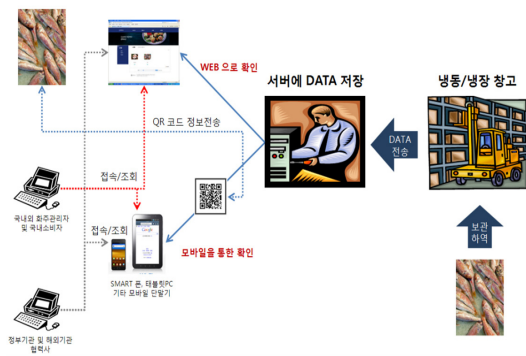 WEB 으로 확인
서버에 DATA 저장
냉동/냉장 창고
QR 코드 정보전송
DATA
전송
접속/조회
국내외 화주관리자
및 국내소비자
접속/조회
모바일을 통한 확인
보관
하역
SMART 폰, 태블릿PC
기타 모바일 단말기
정부기관 및 해외기관
협력사